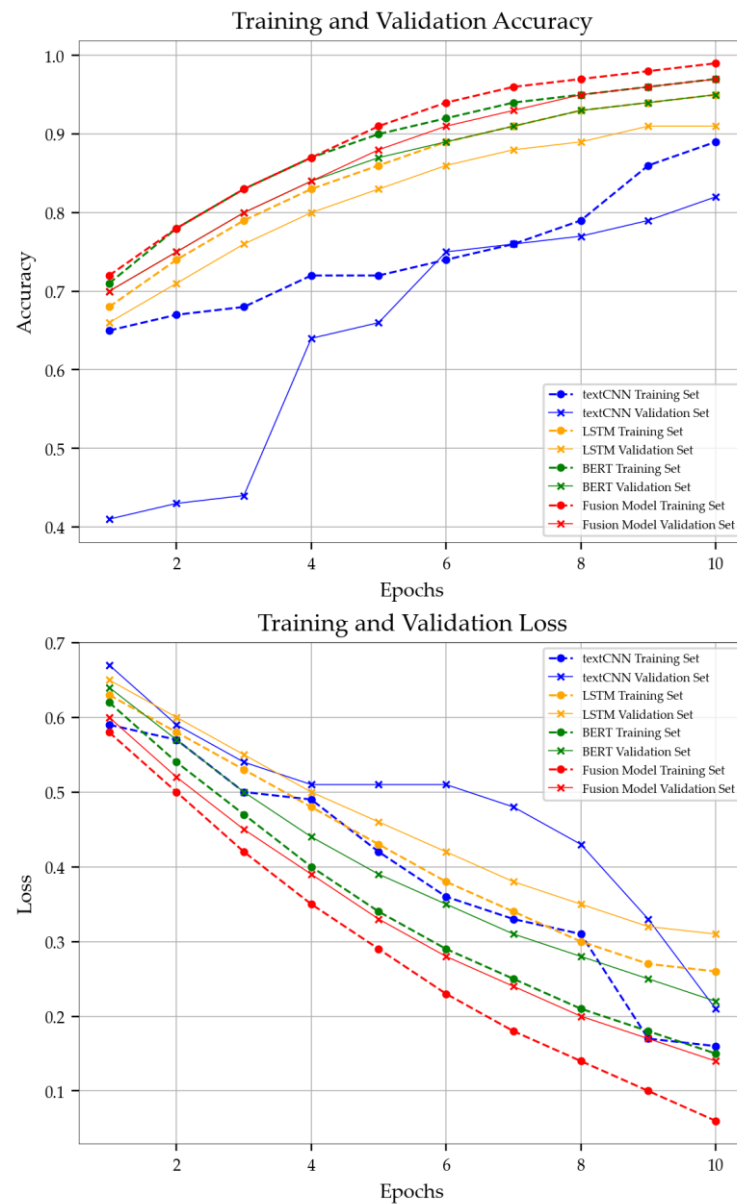 Training and Validation Accuracy
1.0
0.9
0.8
0.7
0.6
0.5
0.4
Accuracy
textCNN Training Set
textCNN Validation Set
LSTM Training Set
LSTM Validation Set
BERT Training Set
BERT Validation Set
Fusion Model Training Set
Fusion Model Validation Set
2 4 6 8 10
Epochs
Training and Validation Loss
0.7
0.6
0.5
0.4
0.3
0.2
0.1
Loss
textCNN Training Set
textCNN Validation Set
LSTM Training Set
LSTM Validation Set
BERT Training Set
BERT Validation Set
Fusion Model Training Set
Fusion Model Validation Set
2 4 6 8 10
Epochs